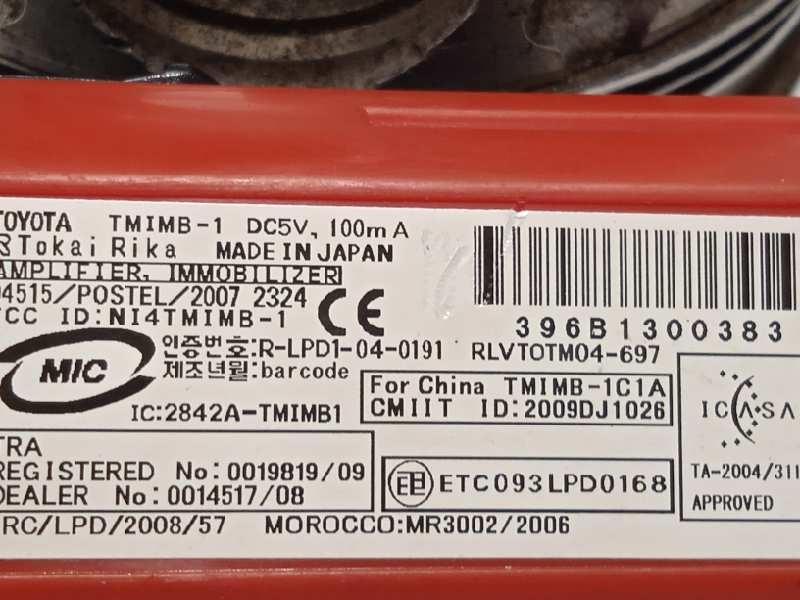 TOYOTA TMIMB-1 DC5V, 100mA
Tokai Rika MADE IN JAPAN
AMPLIFIER, IMMOBILIZER
04515/POSTEL/2007 2324
CE
FCC ID:NI4TMIMB-1
396B1300383
MIC
인증번호:R-LPD1-04-0191 RLVTOTM04-697
제조년월:barcode
IC:2842A-TMIMB1
For China TMIMB-1C1A
CMIIT ID:2009DJ1026
ICASA
TA-2004/311
APPROVED
TRA
REGISTERED No:0019819/09
DEALER No:0014517/08
ETC093LPD0168
TRC/LPD/2008/57 MOROCCO:MR3002/2006